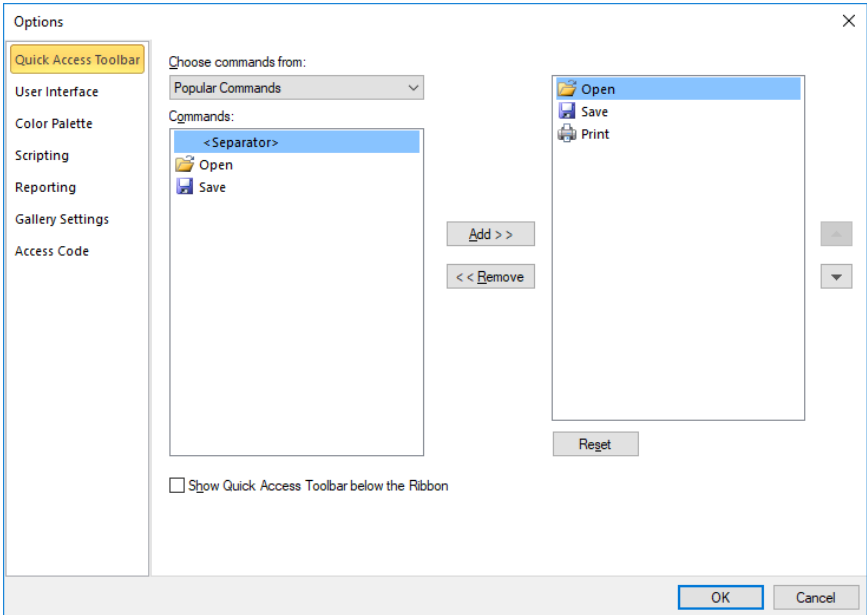 Options
Quick Access Toolbar
User Interface
Color Palette
Scripting
Reporting
Gallery Settings
Access Code
Choose commands from:
Popular Commands
Commands:
<Separator>
Open
Save
Add > >
< < Remove
Open
Save
Print
Reset
Show Quick Access Toolbar below the Ribbon
OK
Cancel